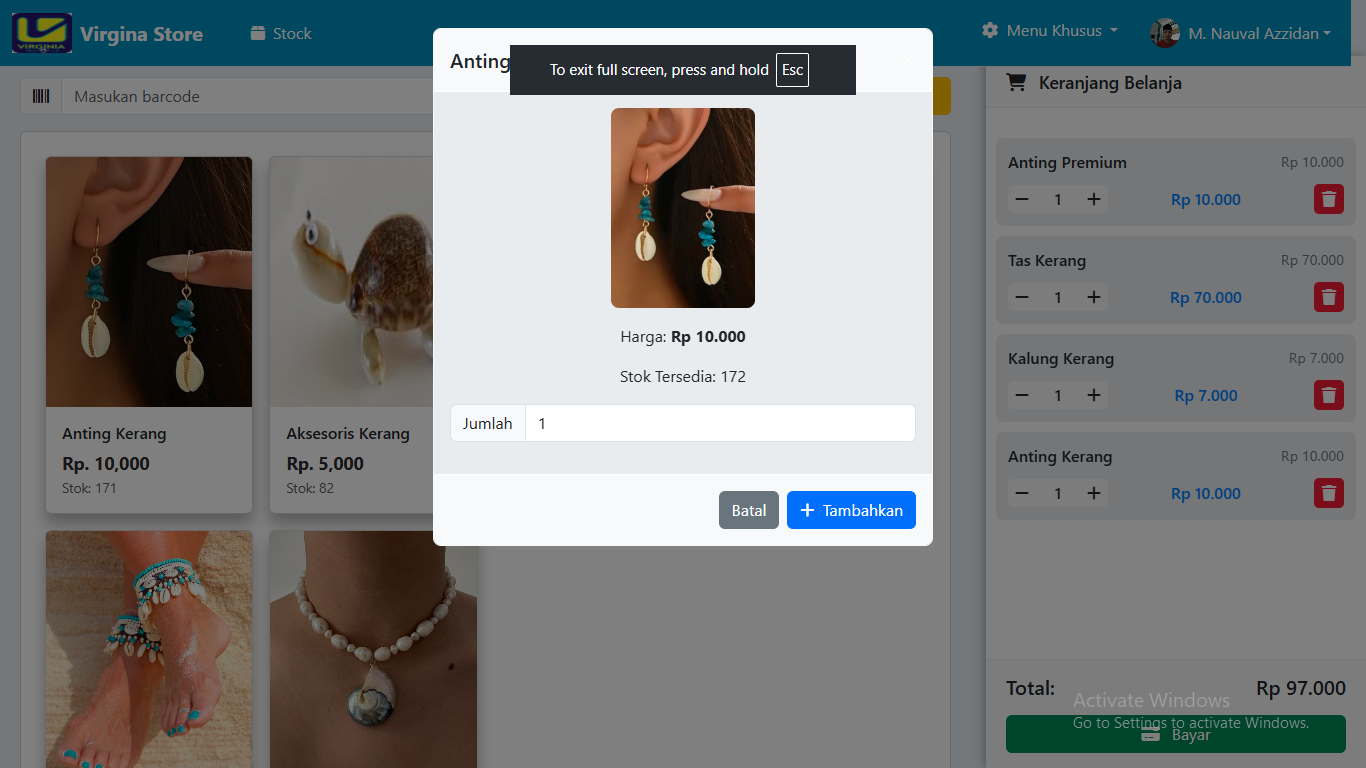 VIRGINIA
Virgina Store
Stock
Menu Khusus
M. Nauval Azzidan
Masukan barcode
Anting Kerang
Rp. 10,000
Stok: 171
Aksesoris Kerang
Rp. 5,000
Stok: 82
Anting
To exit full screen, press and hold Esc
Harga: Rp 10.000
Stok Tersedia: 172
Jumlah 1
Batal
Tambahkan
Keranjang Belanja
Anting Premium Rp 10.000
1 Rp 10.000
Tas Kerang Rp 70.000
1 Rp 70.000
Kalung Kerang Rp 7.000
1 Rp 7.000
Anting Kerang Rp 10.000
1 Rp 10.000
Total: Rp 97.000
Activate Windows
Go to Settings to activate Windows.
Bayar